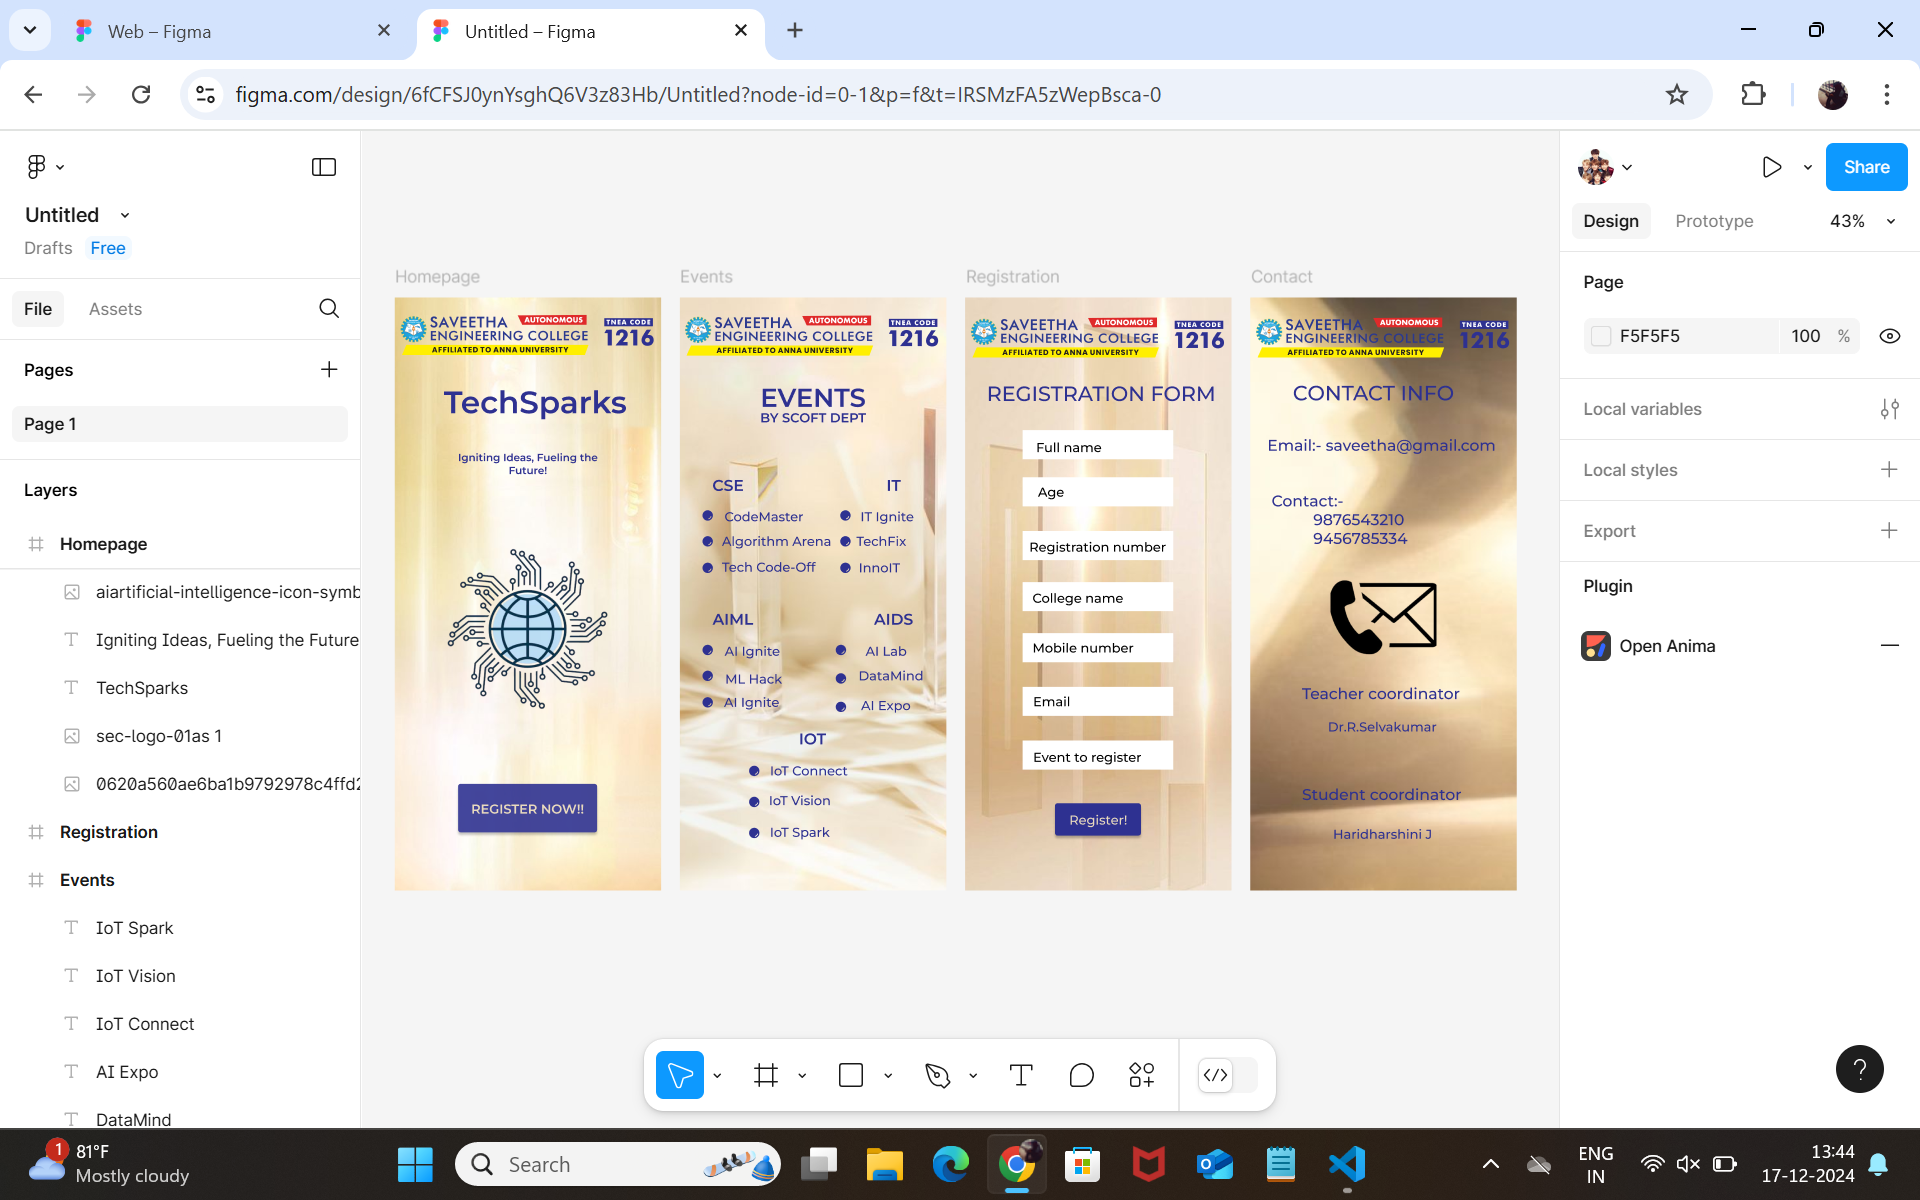 Web – Figma
Untitled – Figma
figma.com/design/6fCFSJ0ynYsghQ6V3z83Hb/Untitled?node-id=0-1&p=f&t=IRSMzFA5zWepBsca-0
Untitled
Drafts Free
File Assets
Pages
Page 1
Layers
Homepage
aiartificial-intelligence-icon-symb
Igniting Ideas, Fueling the Future
TechSparks
sec-logo-01as 1
0620a560ae6ba1b9792978c4ffd2
Registration
Events
IoT Spark
IoT Vision
IoT Connect
AI Expo
DataMind
Homepage
SAVEETHA AUTONOMOUS
ENGINEERING COLLEGE
AFFILIATED TO ANNA UNIVERSITY
TNEA CODE
1216
TechSparks
Igniting Ideas, Fueling the
Future!
REGISTER NOW!!
Events
SAVEETHA AUTONOMOUS
ENGINEERING COLLEGE
AFFILIATED TO ANNA UNIVERSITY
TNEA CODE
1216
EVENTS
BY SCOFT DEPT
CSE
CodeMaster
Algorithm Arena
Tech Code-Off
IT
IT Ignite
TechFix
InnoIT
AIML
AI Ignite
ML Hack
AI Ignite
AIDS
AI Lab
DataMind
AI Expo
IOT
IoT Connect
IoT Vision
IoT Spark
Registration
SAVEETHA AUTONOMOUS
ENGINEERING COLLEGE
AFFILIATED TO ANNA UNIVERSITY
TNEA CODE
1216
REGISTRATION FORM
Full name
Age
Registration number
College name
Mobile number
Email
Event to register
Register!
Contact
SAVEETHA AUTONOMOUS
ENGINEERING COLLEGE
AFFILIATED TO ANNA UNIVERSITY
TNEA CODE
1216
CONTACT INFO
Email:- saveetha@gmail.com
Contact:-
9876543210
9456785334
Teacher coordinator
Dr.R.Selvakumar
Student coordinator
Haridharshini J
Share
Design Prototype 43%
Page
F5F5F5 100 %
Local variables
Local styles
Export
Plugin
Open Anima
?
1
81°F
Mostly cloudy
Search
ENG
IN
13:44
17-12-2024